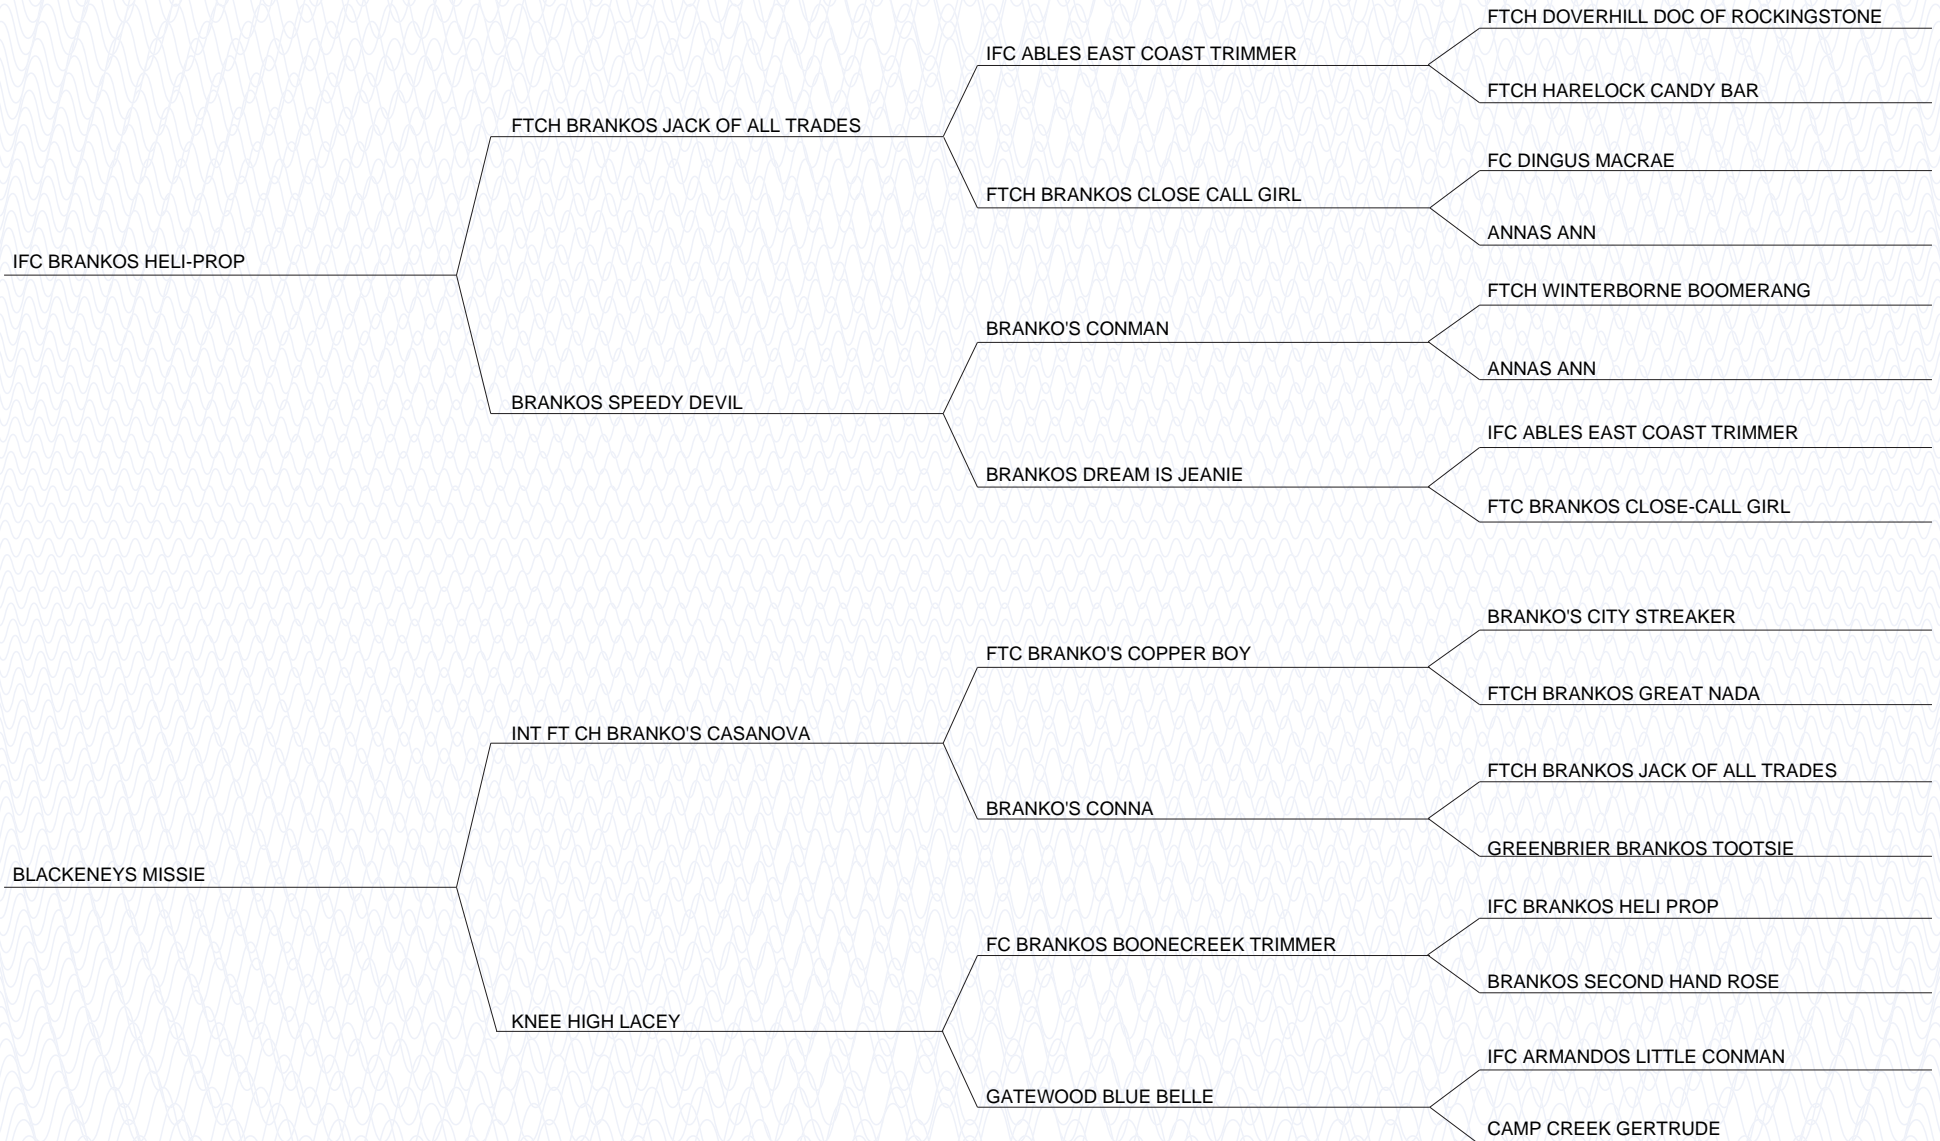 FTCH DOVERHILL DOC OF ROCKINGSTONE
IFC ABLES EAST COAST TRIMMER
FTCH HARELOCK CANDY BAR
FTCH BRANKOS JACK OF ALL TRADES
FC DINGUS MACRAE
FTCH BRANKOS CLOSE CALL GIRL
ANNAS ANN
IFC BRANKOS HELI-PROP
FTCH WINTERBORNE BOOMERANG
BRANKO'S CONMAN
ANNAS ANN
BRANKOS SPEEDY DEVIL
IFC ABLES EAST COAST TRIMMER
BRANKOS DREAM IS JEANIE
FTC BRANKOS CLOSE-CALL GIRL
BRANKO'S CITY STREAKER
FTC BRANKO'S COPPER BOY
FTCH BRANKOS GREAT NADA
INT FT CH BRANKO'S CASANOVA
FTCH BRANKOS JACK OF ALL TRADES
BRANKO'S CONNA
GREENBRIER BRANKOS TOOTSIE
BLACKENEYS MISSIE
IFC BRANKOS HELI PROP
FC BRANKOS BOONECREEK TRIMMER
BRANKOS SECOND HAND ROSE
KNEE HIGH LACEY
IFC ARMANDOS LITTLE CONMAN
GATEWOOD BLUE BELLE
CAMP CREEK GERTRUDE